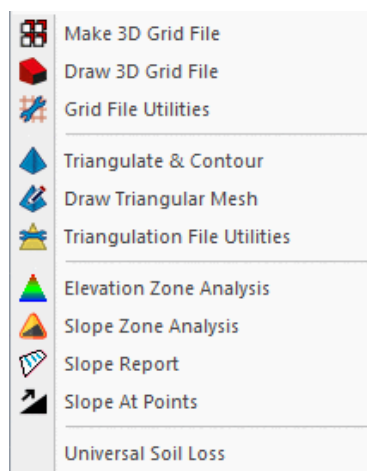 Make 3D Grid File
Draw 3D Grid File
Grid File Utilities
Triangulate & Contour
Draw Triangular Mesh
Triangulation File Utilities
Elevation Zone Analysis
Slope Zone Analysis
Slope Report
Slope At Points
Universal Soil Loss